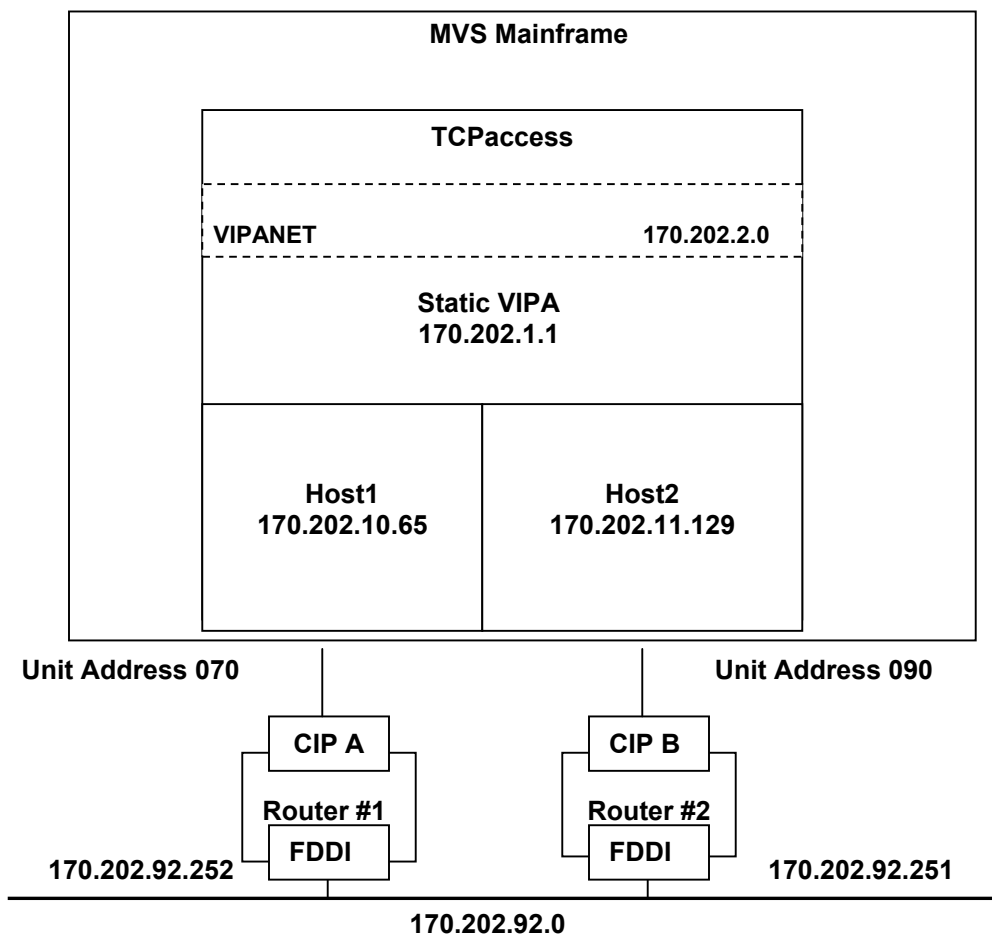 MVS Mainframe
TCPaccess
VIPANET 170.202.2.0
Static VIPA
170.202.1.1
Host1
170.202.10.65
Host2
170.202.11.129
Unit Address 070
Unit Address 090
CIP A
CIP B
Router #1
Router #2
FDDI
FDDI
170.202.92.252
170.202.92.251
170.202.92.0